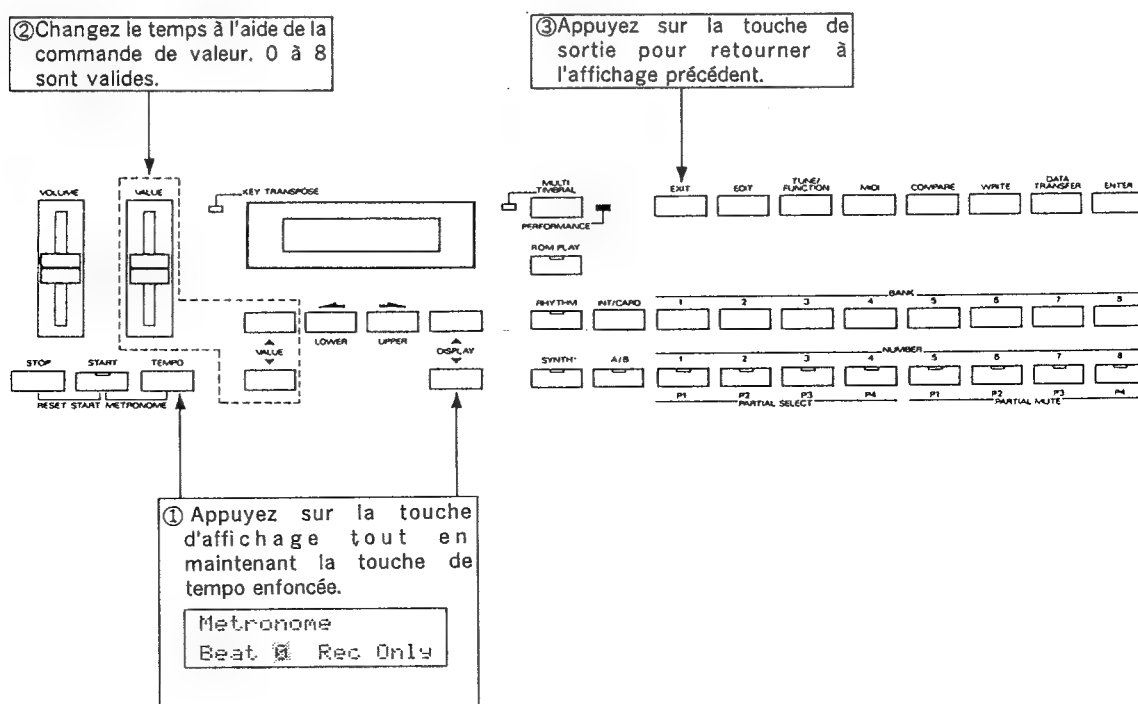 ②Changez le temps à l'aide de la
commande de valeur. 0 à 8
sont valides.
③Appuyez sur la touche de
sortie pour retourner à
l'affichage précédent.
VOLUME
VALUE
KEY TRANSPOSE
MULTI
TIMBRAL
PERFORMANCE
EXIT
EDIT
TUNE/
FUNCTION
MIDI
COMPARE
WRITE
DATA
TRANSFER
ENTER
ROM PLAY
BANK
RHYTHM
INT/CARD
1 2 3 4 5 6 7 8
VALUE
LOWER
UPPER
DISPLAY
NUMBER
STOP
START
TEMPO
SYNTH
A/B
1 2 3 4 5 6 7 8
RESET START
METRONOME
P1 P2 P3 P4 P1 P2 P3 P4
PARTIAL SELECT
PARTIAL MUTE
① Appuyez sur la touche
d'affichage tout en
maintenant la touche de
tempo enfoncée.
Metronome
Beat 0 Rec Only